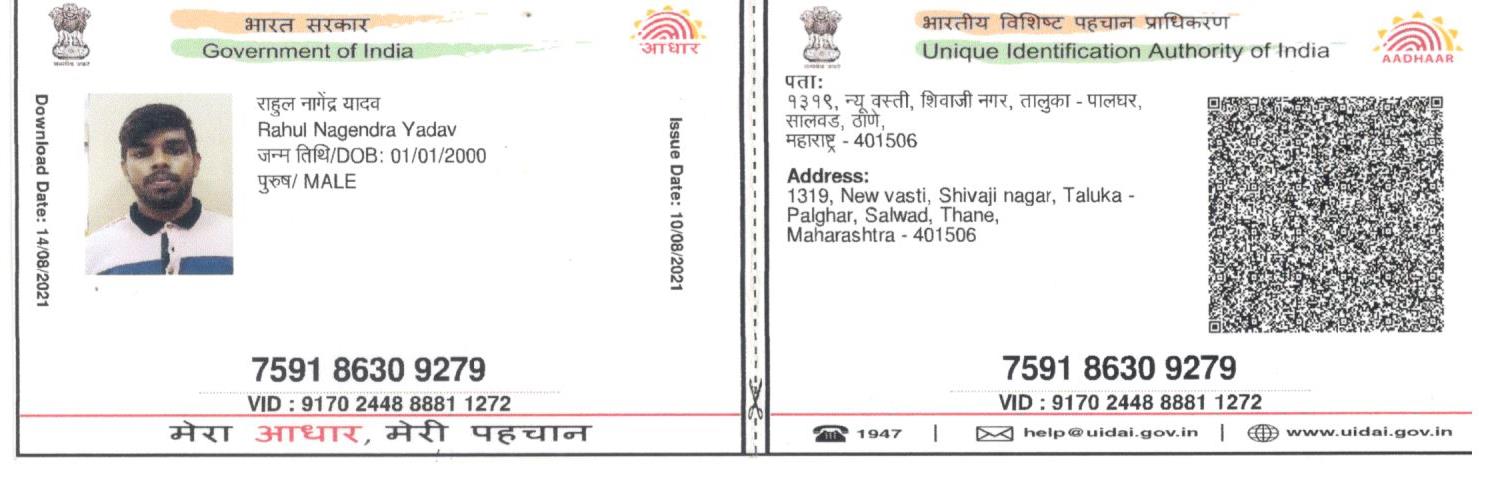 भारत सरकार
Government of India
आधार
Download Date: 14/08/2021
राहुल नागेंद्र यादव
Rahul Nagendra Yadav
जन्म तिथि/DOB: 01/01/2000
पुरुष/ MALE
Issue Date: 10/08/2021
7591 8630 9279
VID : 9170 2448 8881 1272
मेरा आधार, मेरी पहचान
भारतीय विशिष्ट पहचान प्राधिकरण
Unique Identification Authority of India
AADHAAR
पता:
१३१९, न्यू वस्ती, शिवाजी नगर, तालुका - पालघर,
सालवड, ठाणे,
महाराष्ट्र - 401506
Address:
1319, New vasti, Shivaji nagar, Taluka -
Palghar, Salwad, Thane,
Maharashtra - 401506
7591 8630 9279
VID : 9170 2448 8881 1272
1947 | help@uidai.gov.in | www.uidai.gov.in